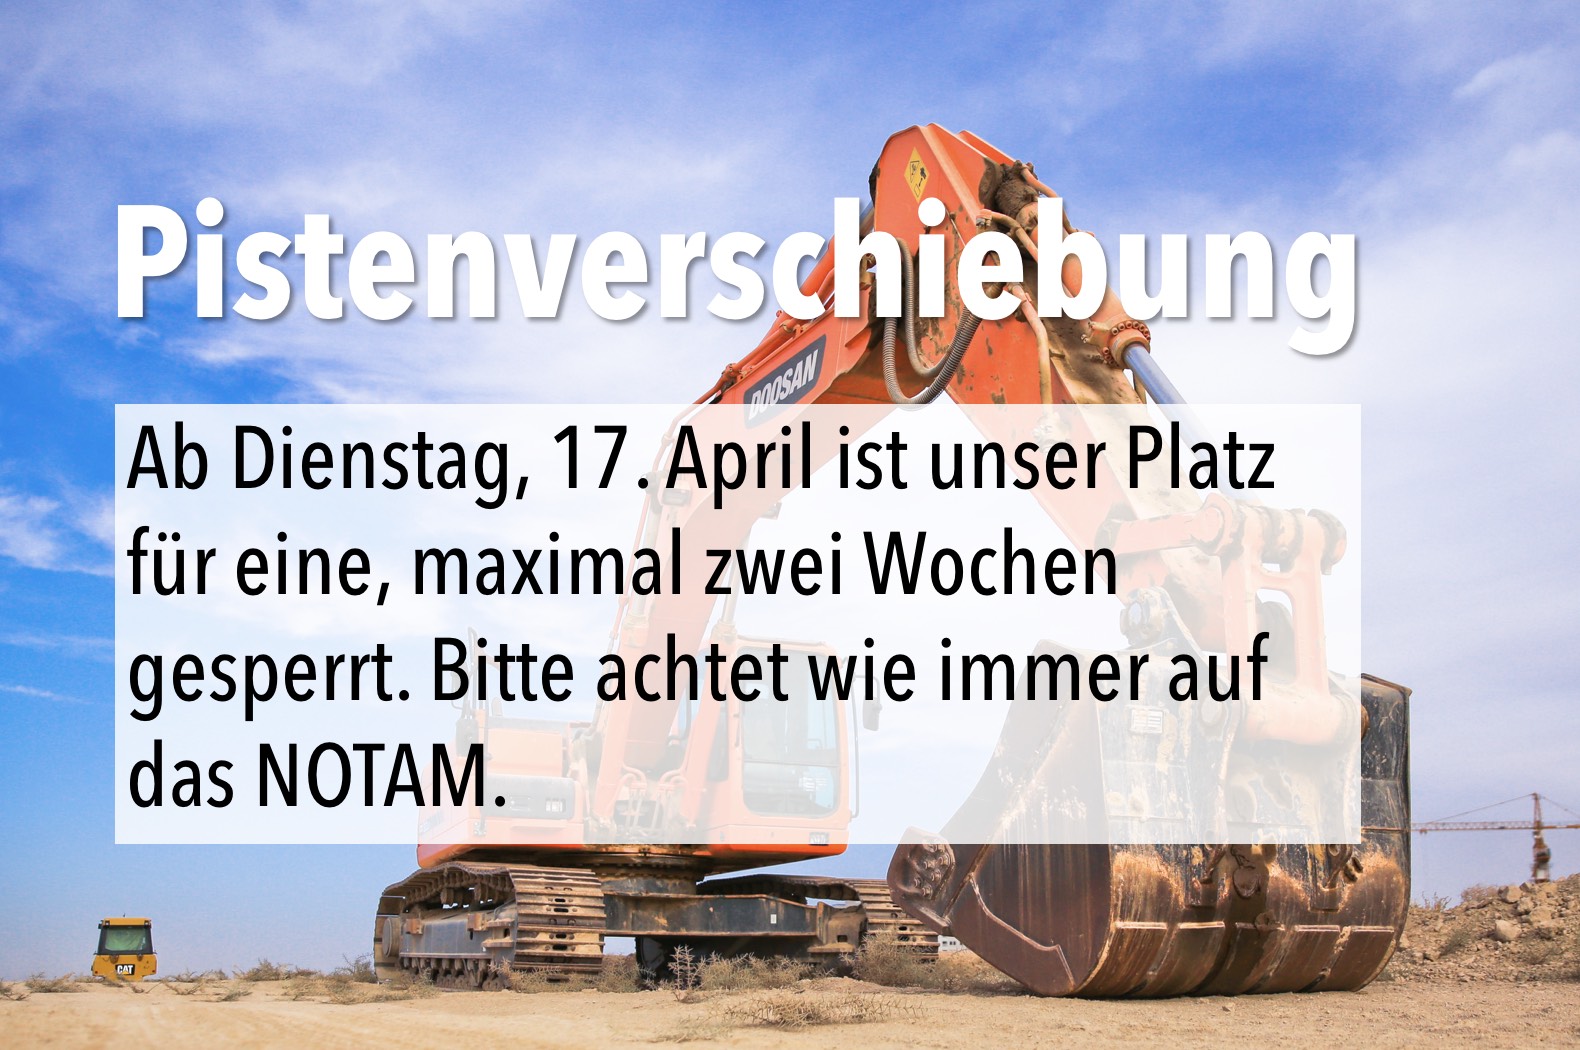 Pistenverschiebung
DOOSAN
Ab Dienstag, 17. April ist unser Platz
für eine, maximal zwei Wochen
gesperrt. Bitte achtet wie immer auf
das NOTAM.
CAT